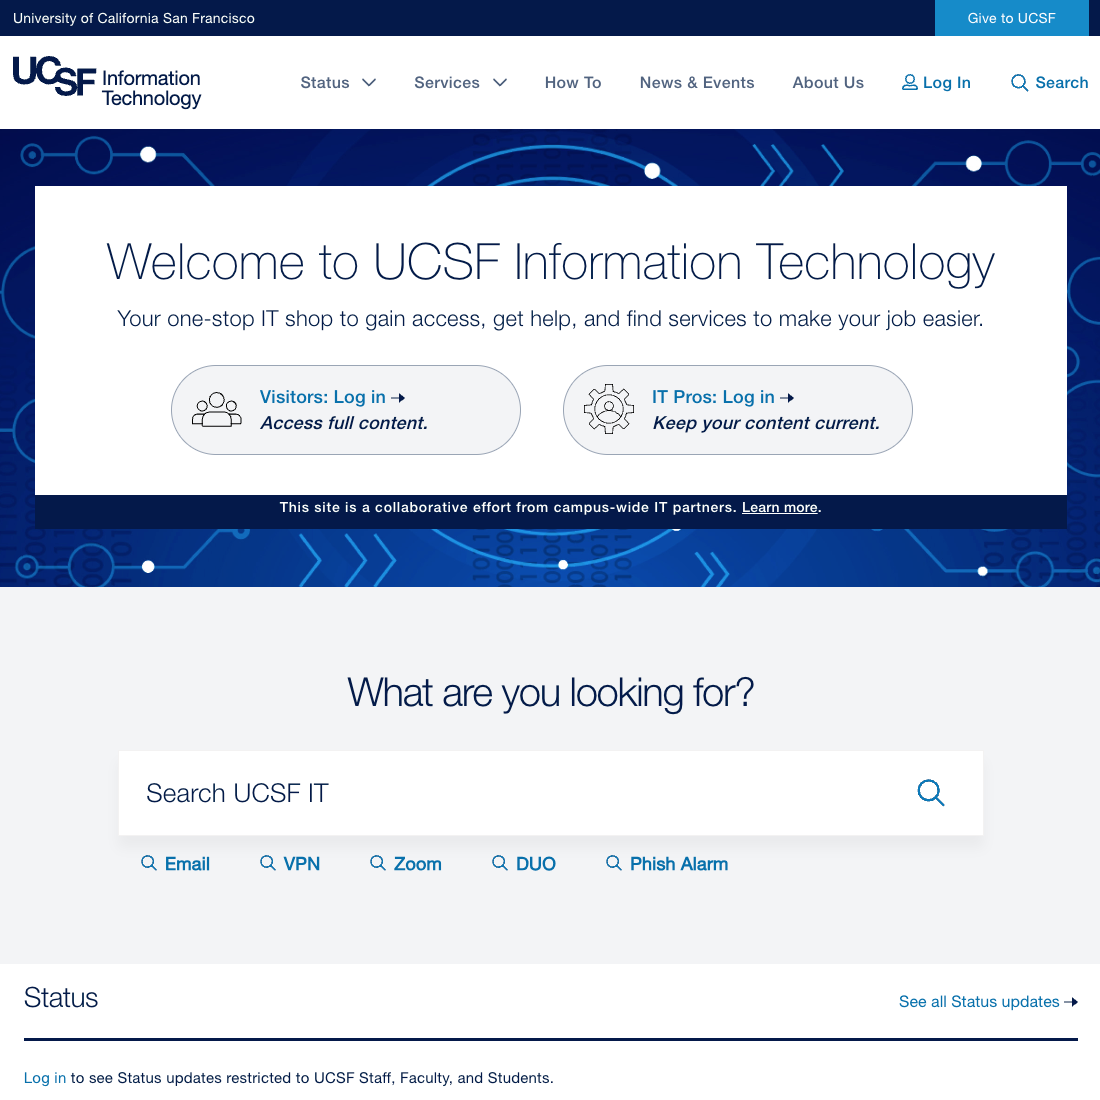 University of California San Francisco
Give to UCSF
UCSF Information Technology
Status
Services
How To
News & Events
About Us
Log In
Search
Welcome to UCSF Information Technology
Your one-stop IT shop to gain access, get help, and find services to make your job easier.
Visitors: Log in
Access full content.
IT Pros: Log in
Keep your content current.
This site is a collaborative effort from campus-wide IT partners. Learn more.
What are you looking for?
Search UCSF IT
Email
VPN
Zoom
DUO
Phish Alarm
Status
See all Status updates
Log in to see Status updates restricted to UCSF Staff, Faculty, and Students.